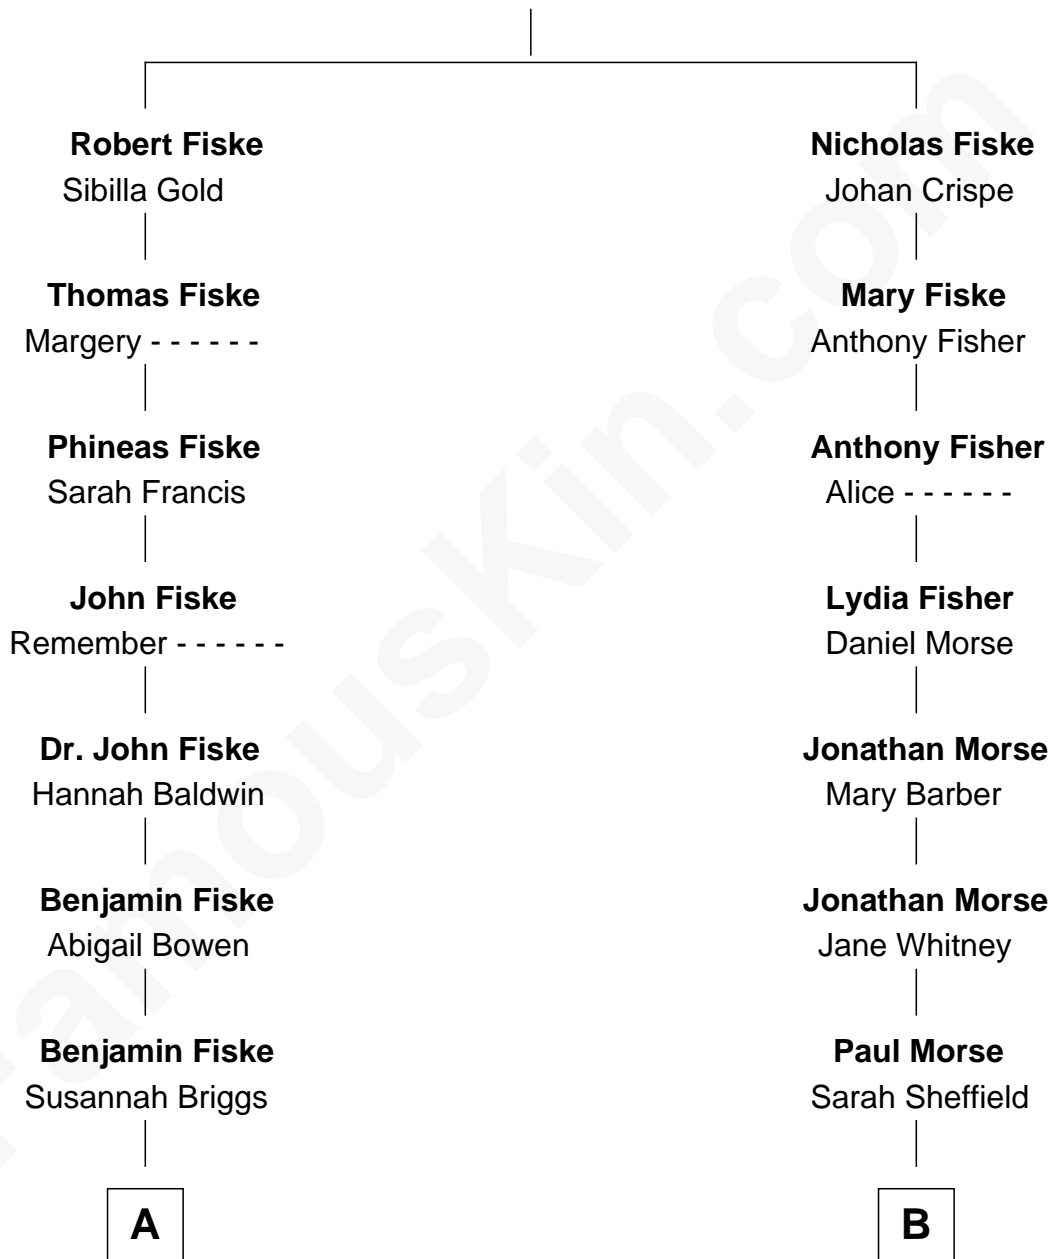 Robert Fiske
Sibilla Gold
Thomas Fiske
Margery - - - - - -
Phineas Fiske
Sarah Francis
John Fiske
Remember - - - - - -
Dr. John Fiske
Hannah Baldwin
Benjamin Fiske
Abigail Bowen
Benjamin Fiske
Susannah Briggs
A
Nicholas Fiske
Johan Crispe
Mary Fiske
Anthony Fisher
Anthony Fisher
Alice - - - - - -
Lydia Fisher
Daniel Morse
Jonathan Morse
Mary Barber
Jonathan Morse
Jane Whitney
Paul Morse
Sarah Sheffield
B
FamousKin.com